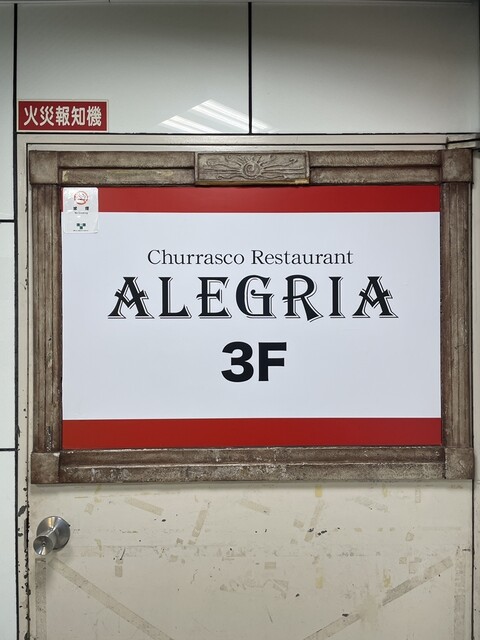 火災報知機
Churrasco Restaurant
ALEGRIA
3F